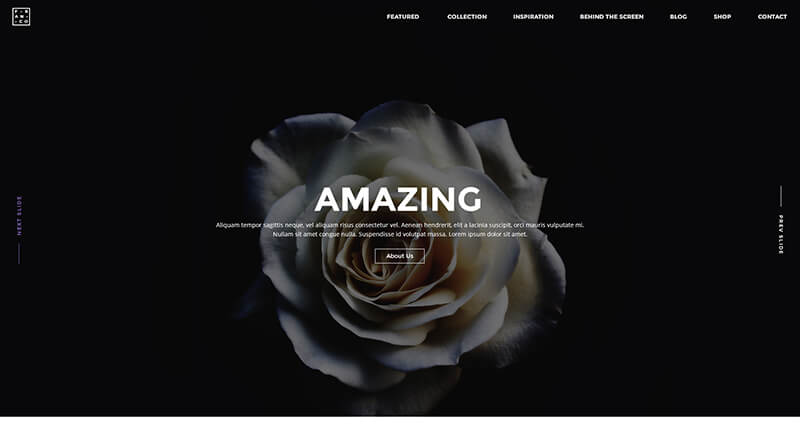 FEATURED COLLECTION INSPIRATION BEHIND THE SCREEN BLOG SHOP CONTACT
NEXT SLIDE
AMAZING
Aliquam tempor sagittis neque, vel aliquam risus consectetur vel. Aenean hendrerit, elit a lacinia suscipit, orci mauris vulputate mi.
Nullam sit amet congue nulla. Suspendisse id volutpat massa. Lorem ipsum dolor sit amet.
About Us
PREV SLIDE